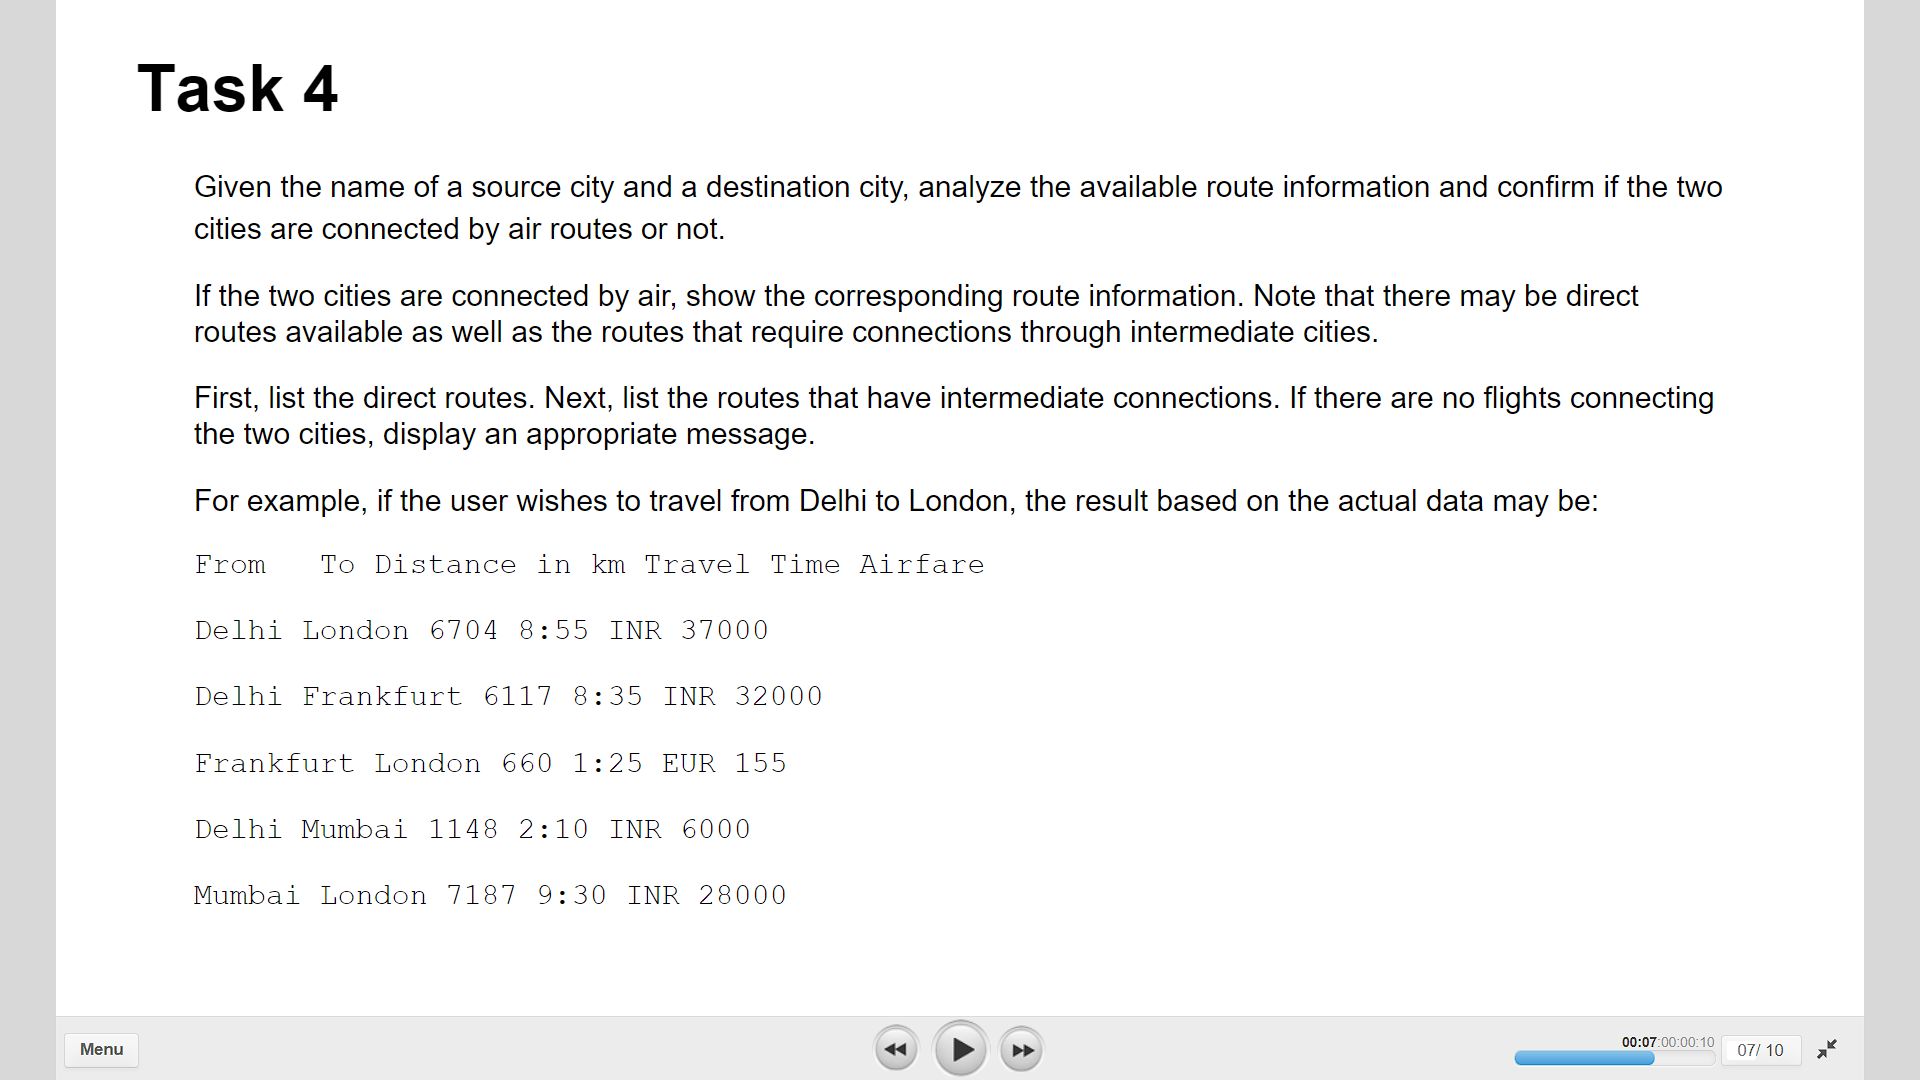 Task 4
Given the name of a source city and a destination city, analyze the available route information and confirm if the two
cities are connected by air routes or not.
If the two cities are connected by air, show the corresponding route information. Note that there may be direct
routes available as well as the routes that require connections through intermediate cities.
First, list the direct routes. Next, list the routes that have intermediate connections. If there are no flights connecting
the two cities, display an appropriate message.
For example, if the user wishes to travel from Delhi to London, the result based on the actual data may be:
From   To Distance in km Travel Time Airfare
Delhi London 6704 8:55 INR 37000
Delhi Frankfurt 6117 8:35 INR 32000
Frankfurt London 660 1:25 EUR 155
Delhi Mumbai 1148 2:10 INR 6000
Mumbai London 7187 9:30 INR 28000
Menu
00:07:00:00:10
07/ 10